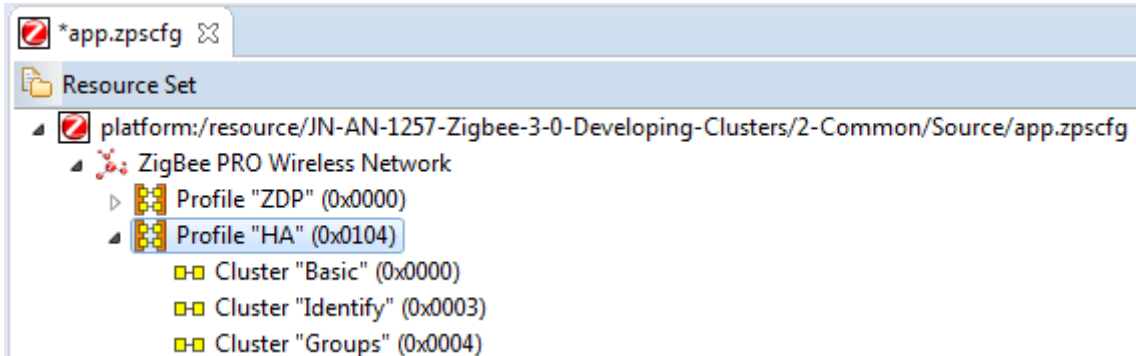 *app.zpscfg
Resource Set
platform:/resource/JN-AN-1257-Zigbee-3-0-Developing-Clusters/2-Common/Source/app.zpscfg
ZigBee PRO Wireless Network
Profile "ZDP" (0x0000)
Profile "HA" (0x0104)
Cluster "Basic" (0x0000)
Cluster "Identify" (0x0003)
Cluster "Groups" (0x0004)